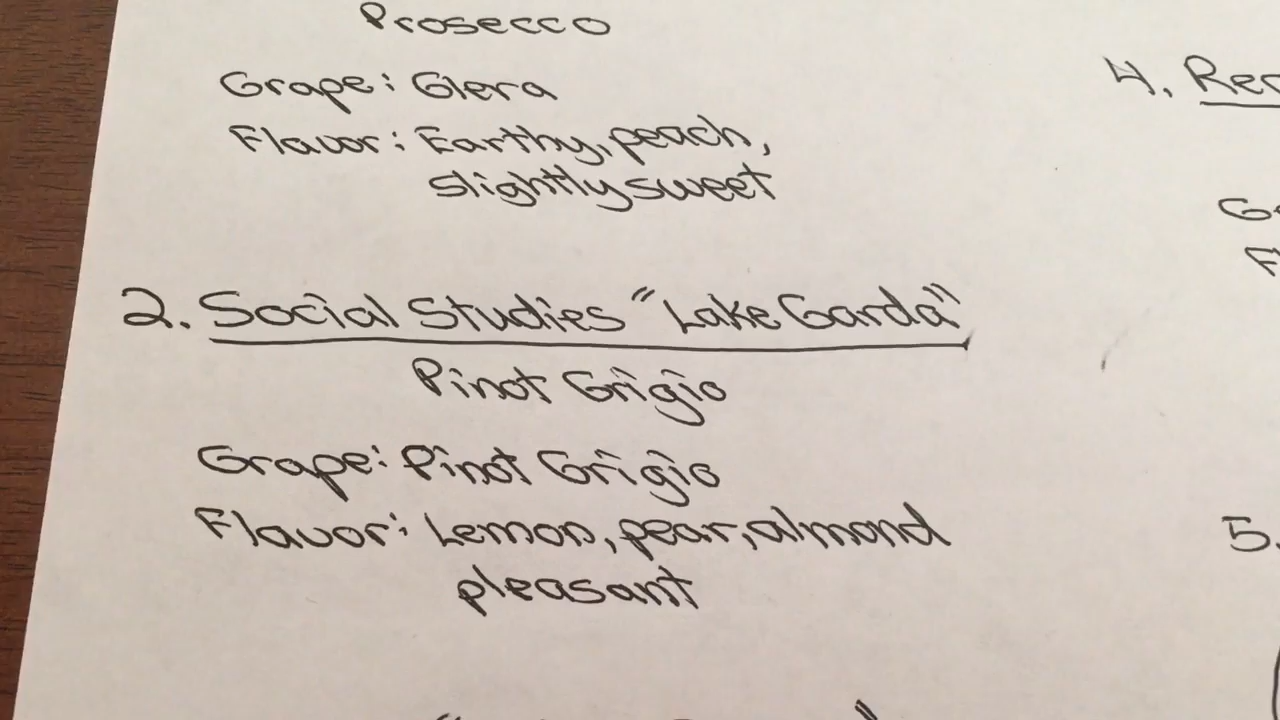 Prosecco
Grape: Glera
Flavor: Earthy, peach,
slightly sweet
2. Social Studies "Lake Garda"
Pinot Grigio
Grape: Pinot Grigio
Flavor: Lemon, pear, almond
pleasant
4.
5.